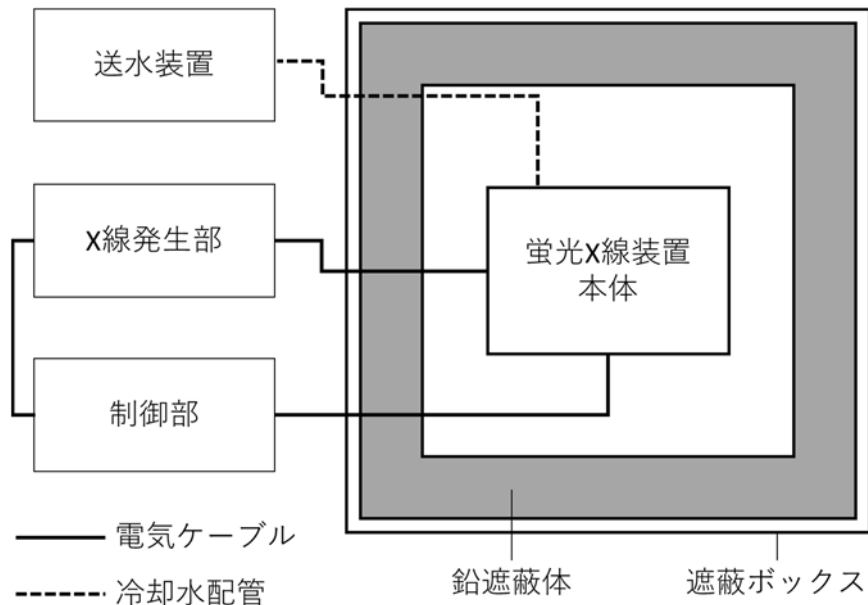 送水装置
X線発生部
蛍光X線装置
本体
制御部
電気ケーブル
冷却水配管
鉛遮蔽体
遮蔽ボックス